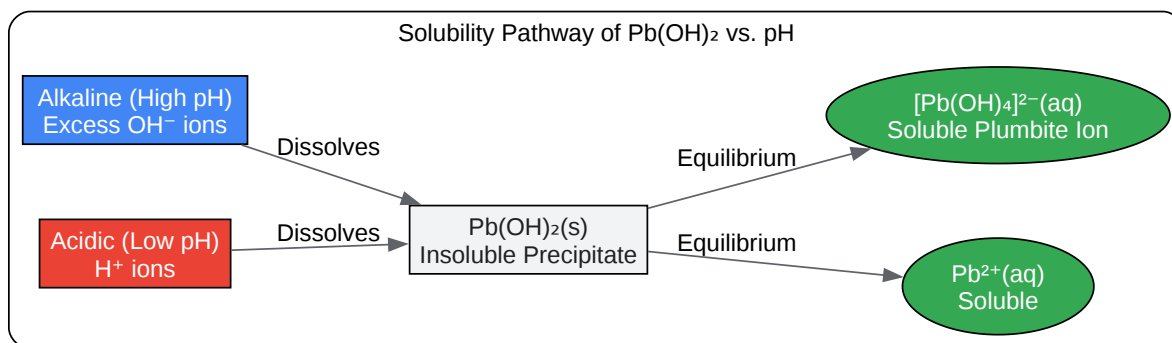 Solubility Pathway of Pb(OH)₂ vs. pH
Alkaline (High pH)
Excess OH⁻ ions
Dissolves
Acidic (Low pH)
H⁺ ions
Dissolves
Pb(OH)₂(s)
Insoluble Precipitate
Equilibrium
[Pb(OH)₄]²⁻(aq)
Soluble Plumbite Ion
Equilibrium
Pb²⁺(aq)
Soluble